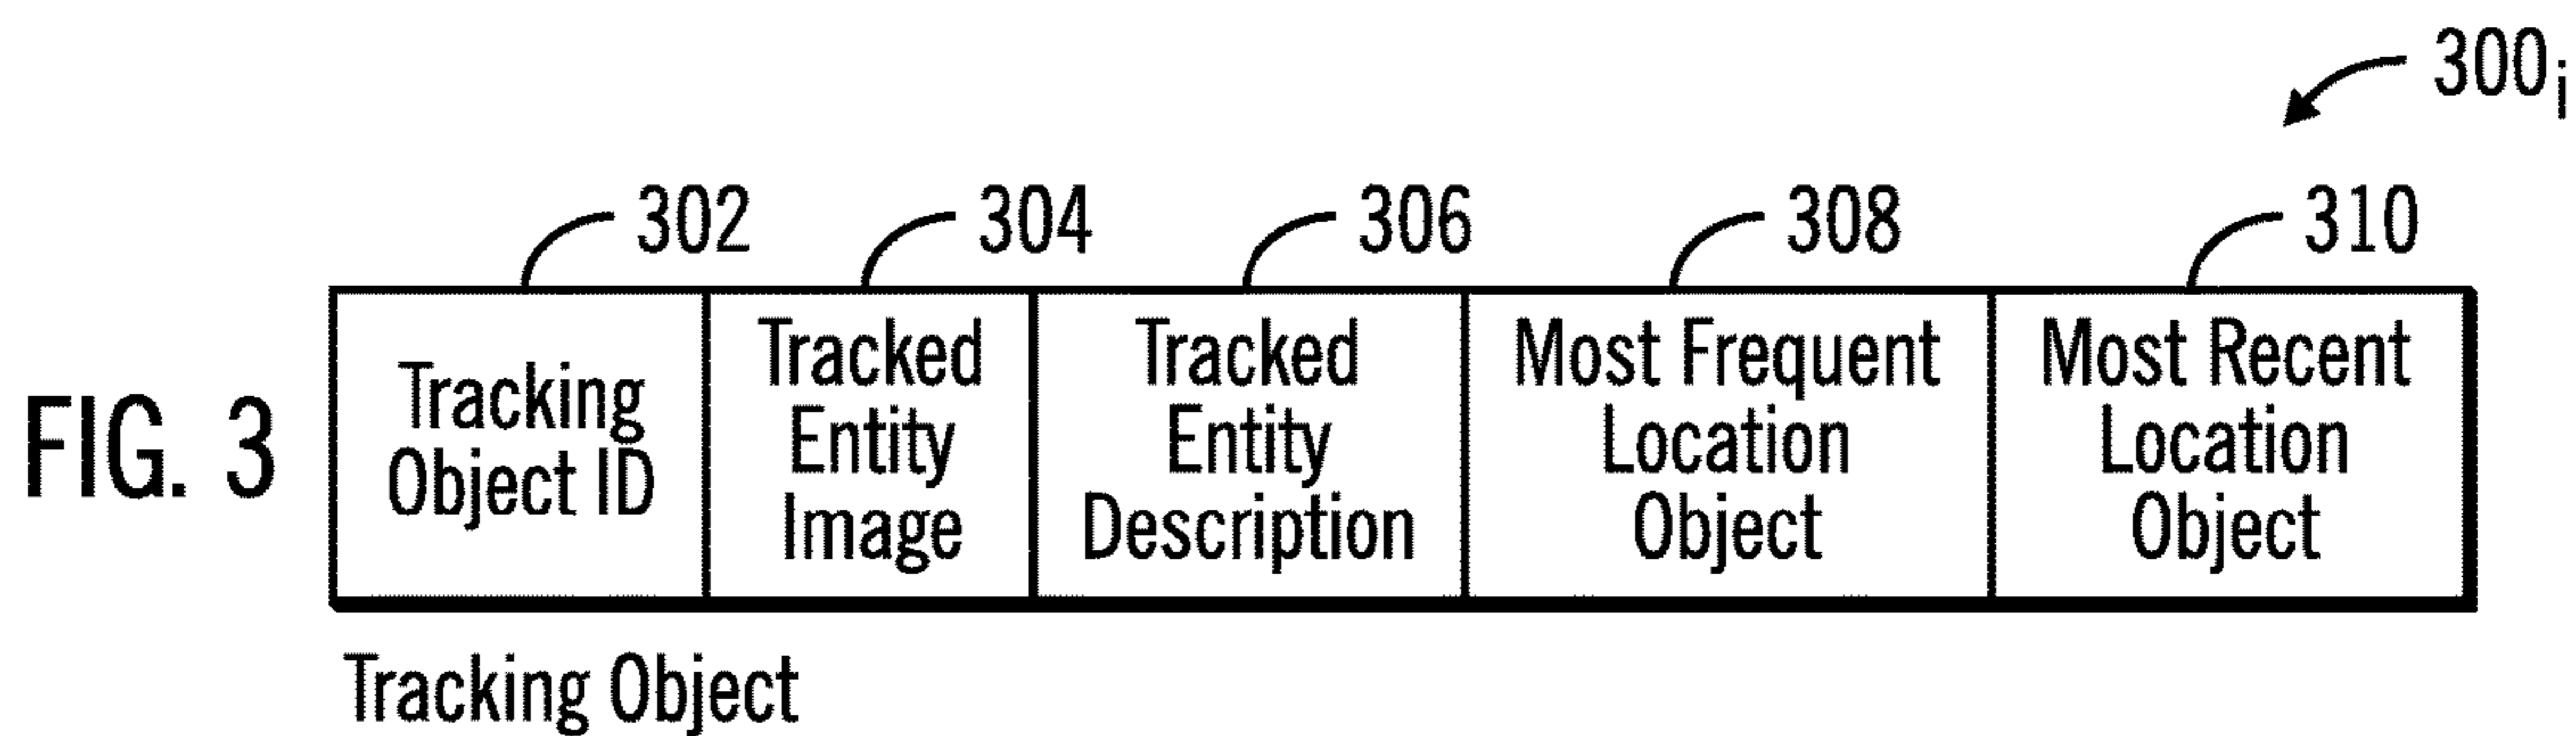 300i
302
304
306
308
310
FIG. 3
Tracking
Object ID
Tracked
Entity
Image
Tracked
Entity
Description
Most Frequent
Location
Object
Most Recent
Location
Object
Tracking Object